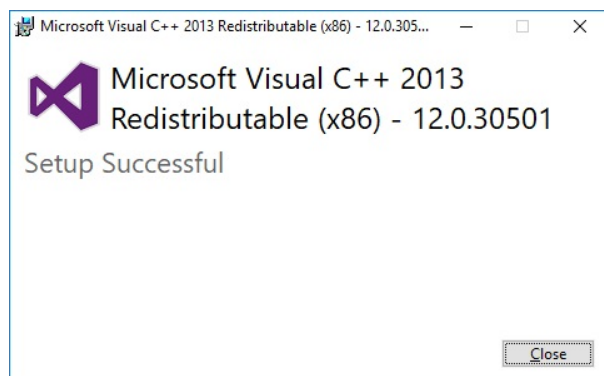 Microsoft Visual C++ 2013 Redistributable (x86) - 12.0.305...
Microsoft Visual C++ 2013
Redistributable (x86) - 12.0.30501
Setup Successful
Close